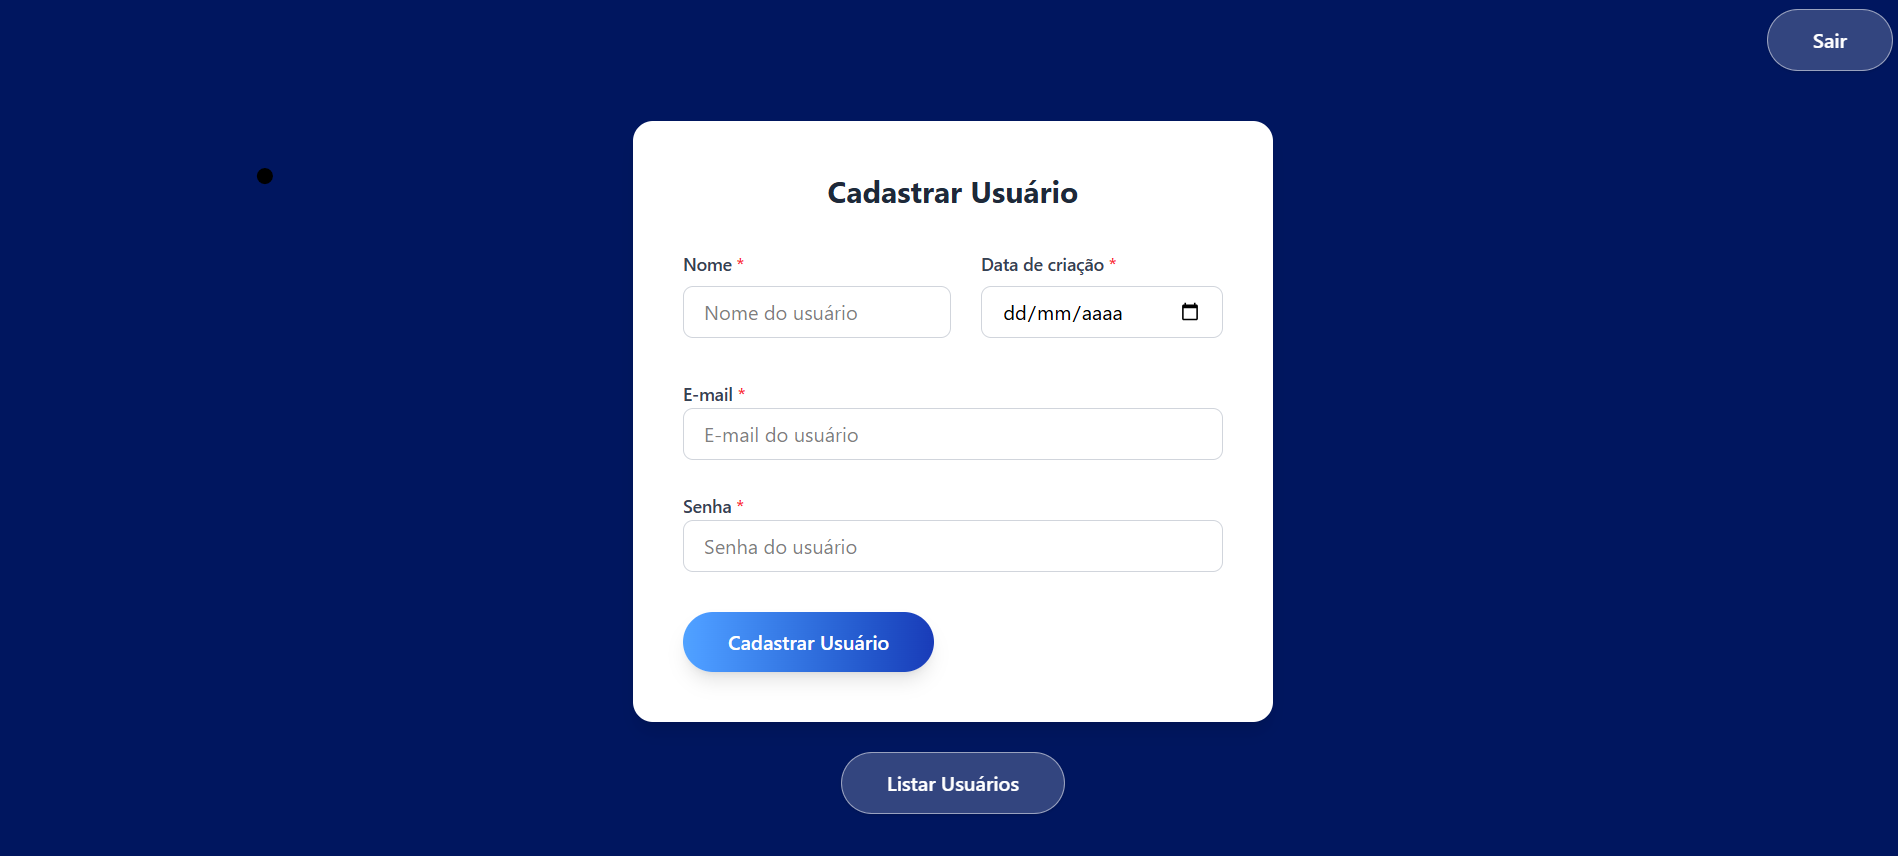 Sair
Cadastrar Usuário
Nome *
Data de criação *
Nome do usuário
dd/mm/aaaa
E-mail *
E-mail do usuário
Senha *
Senha do usuário
Cadastrar Usuário
Listar Usuários